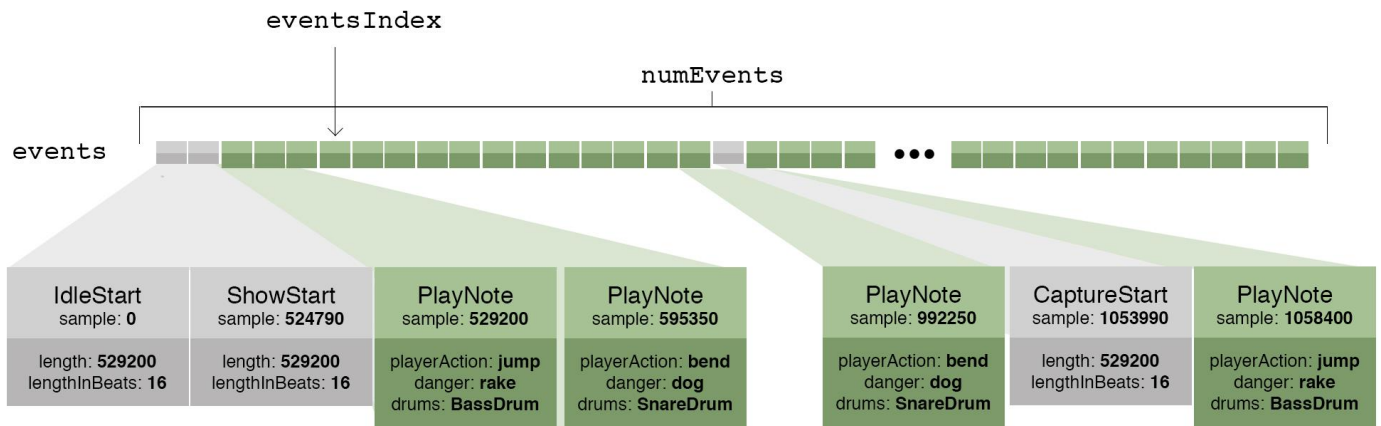 eventsIndex
numEvents
events
IdleStart
sample: 0
length: 529200
lengthInBeats: 16
ShowStart
sample: 524790
length: 529200
lengthInBeats: 16
PlayNote
sample: 529200
playerAction: jump
danger: rake
drums: BassDrum
PlayNote
sample: 595350
playerAction: bend
danger: dog
drums: SnareDrum
PlayNote
sample: 992250
playerAction: bend
danger: dog
drums: SnareDrum
CaptureStart
sample: 1053990
length: 529200
lengthInBeats: 16
PlayNote
sample: 1058400
playerAction: jump
danger: rake
drums: BassDrum